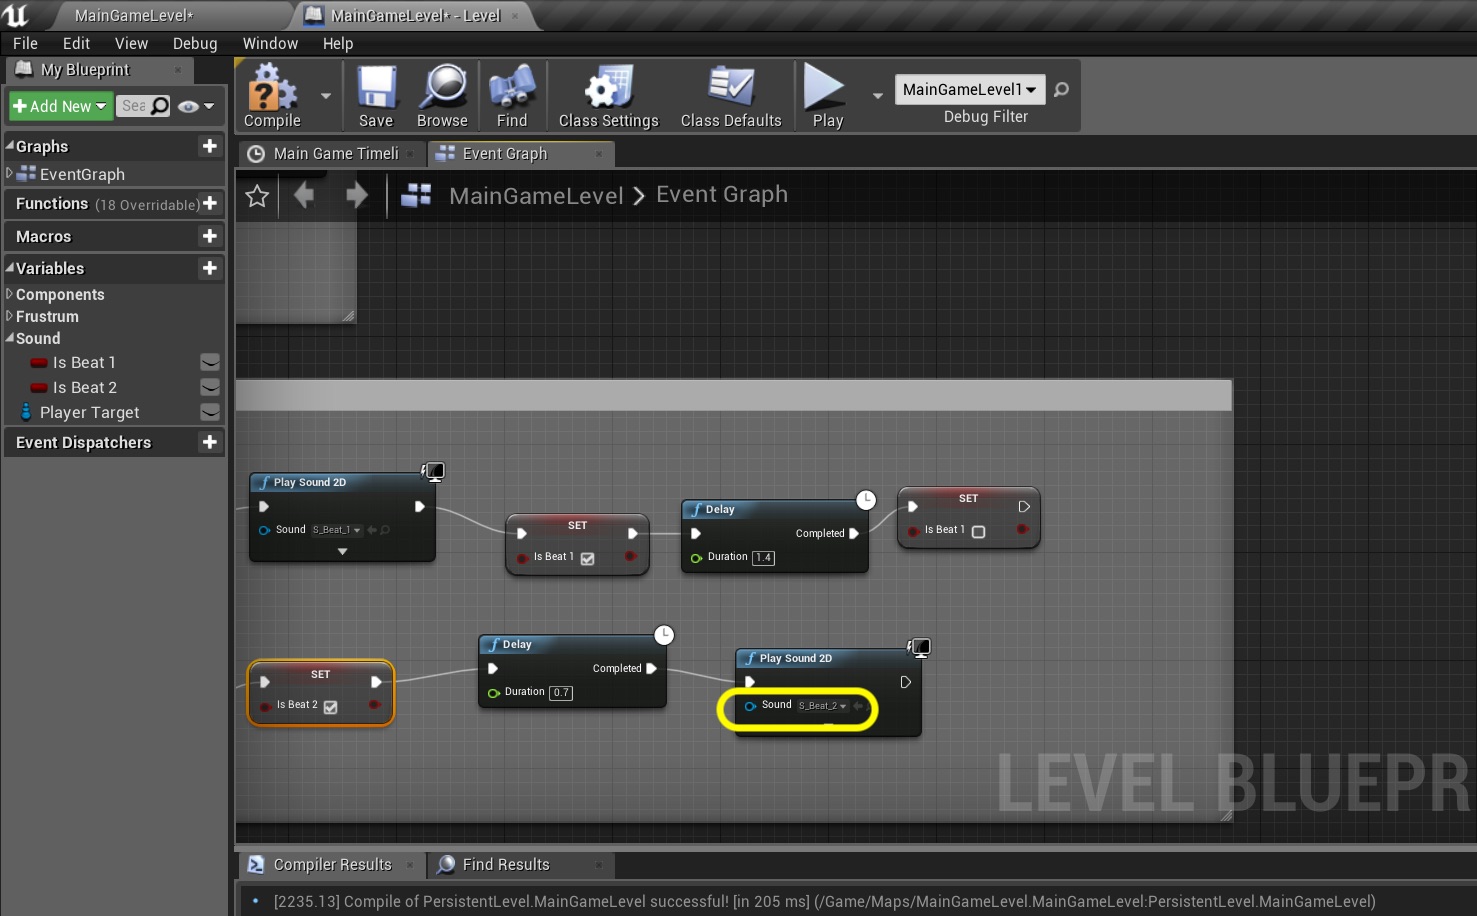 MainGameLevel*
MainGameLevel* - Level
File Edit View Debug Window Help
My Blueprint
Add New
Sea
Compile
Save
Browse
Find
Class Settings
Class Defaults
Play
MainGameLevel1
Debug Filter
Graphs
EventGraph
Functions (18 Overridable)
Macros
Variables
Components
Frustrum
Sound
Is Beat 1
Is Beat 2
Player Target
Event Dispatchers
Main Game Timeli
Event Graph
MainGameLevel > Event Graph
Play Sound 2D
Sound S_Beat_1
SET
Is Beat 1
Delay
Completed
Duration 1.4
SET
Is Beat 1
SET
Is Beat 2
Delay
Completed
Duration 0.7
Play Sound 2D
Sound S_Beat_2
LEVEL BLUEPR
Compiler Results
Find Results
[2235.13] Compile of PersistentLevel.MainGameLevel successful! [in 205 ms] (/Game/Maps/MainGameLevel.MainGameLevel:PersistentLevel.MainGameLevel)